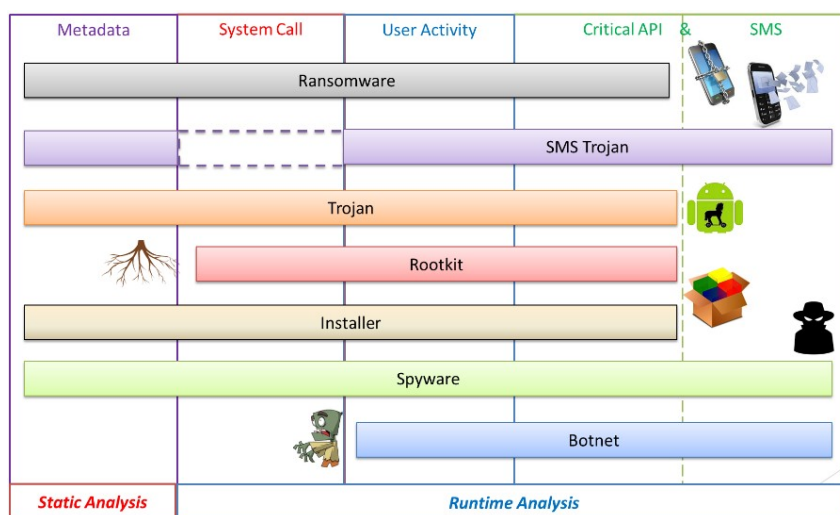 Metadata
System Call
User Activity
Critical API & SMS
Ransomware
SMS Trojan
Trojan
Rootkit
Installer
Spyware
Botnet
Static Analysis
Runtime Analysis